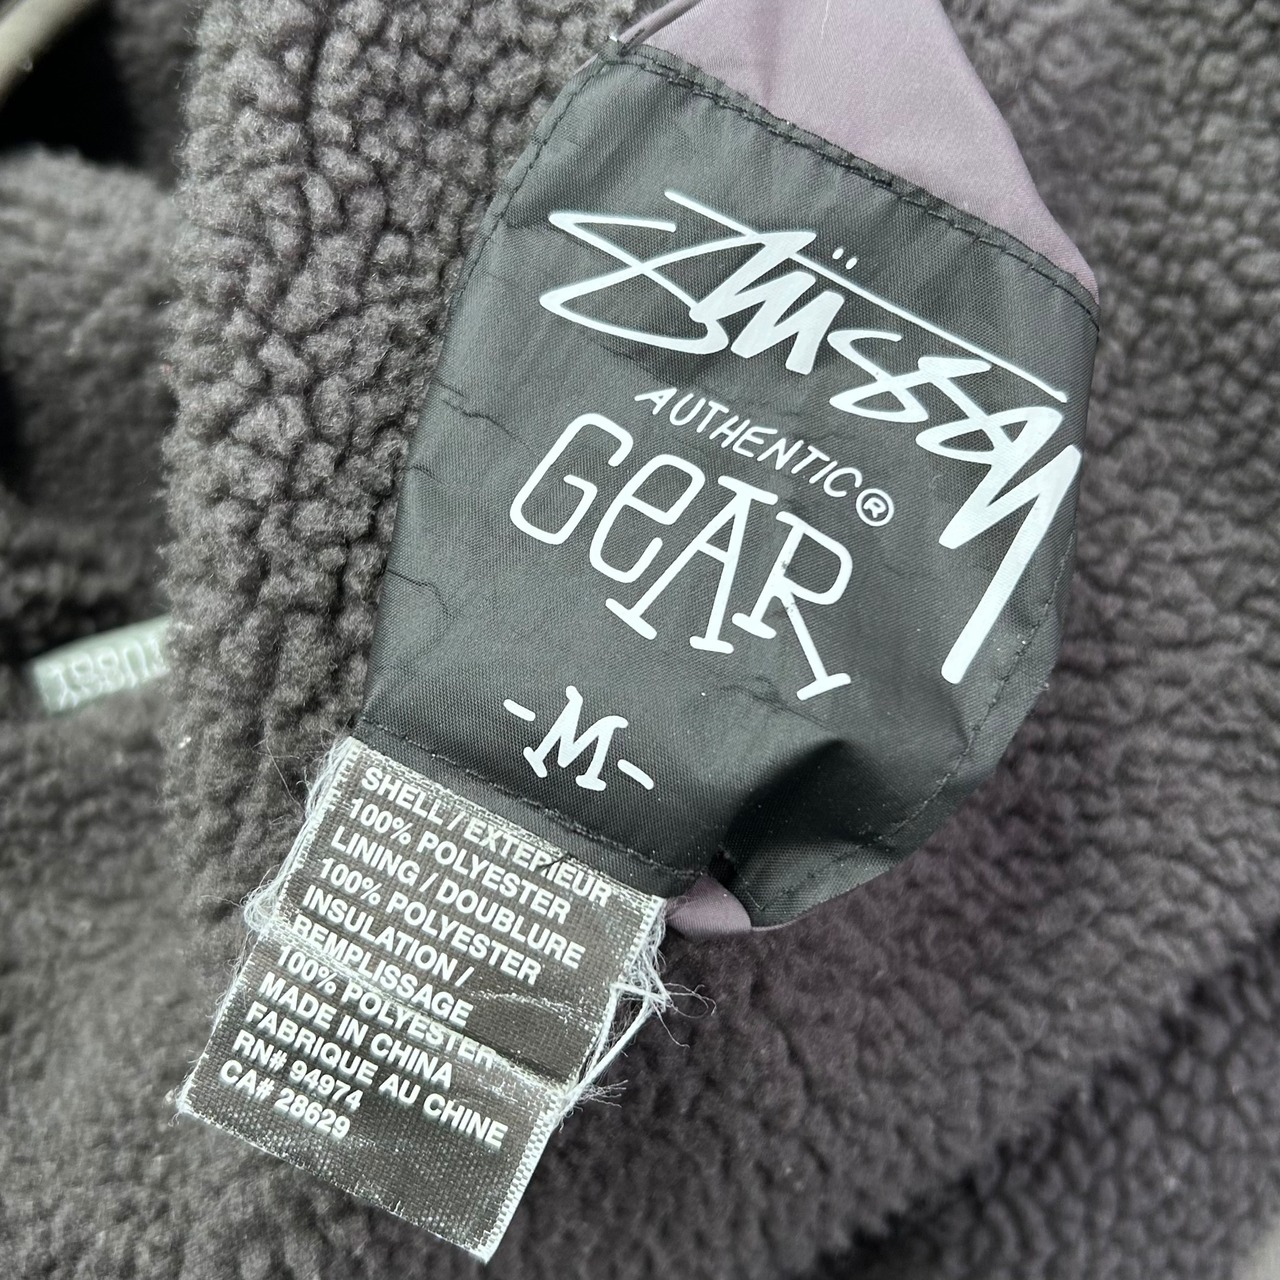 Stüssy
AUTHENTIC®
GeAR
-M-
SHELL / EXTERIEUR
100% POLYESTER
LINING / DOUBLURE
100% POLYESTER
INSULATION /
REMPLISSAGE
100% POLYESTER
MADE IN CHINA
FABRIQUE AU CHINE
RN# 94974
CA# 28629